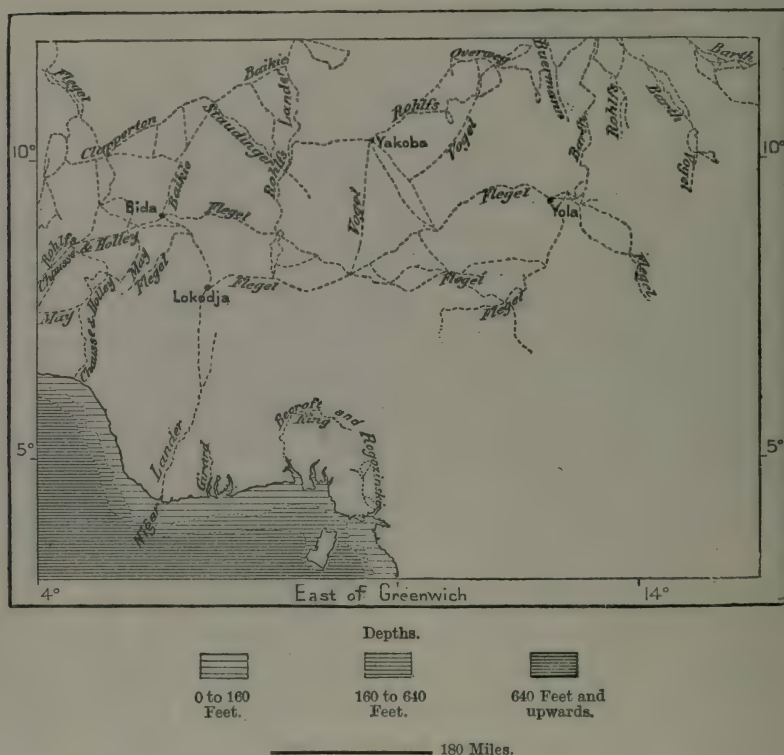 Flegel
Clapperton
Baikie
Baikie
Staudinger
Lander
Rohlfs
Overweg
Rohlfs
Vogel
Buermann
Barth
Rohlfs
Barth
Barth
Vogel
10°
10°
Yakoba
Bida
Flegel
Vogel
Flegel
Yola
Flegel
Rohlfs
Chausse & Holley
May
Flegel
Lokodja
Flegel
Flegel
Flegel
May
Chausse & Holley
5°
5°
Lander
Girard
Becroft and
King
Rogozinski
Niger
4°
East of Greenwich
14°
Depths.
0 to 160
Feet.
160 to 640
Feet.
640 Feet and
upwards.
180 Miles.